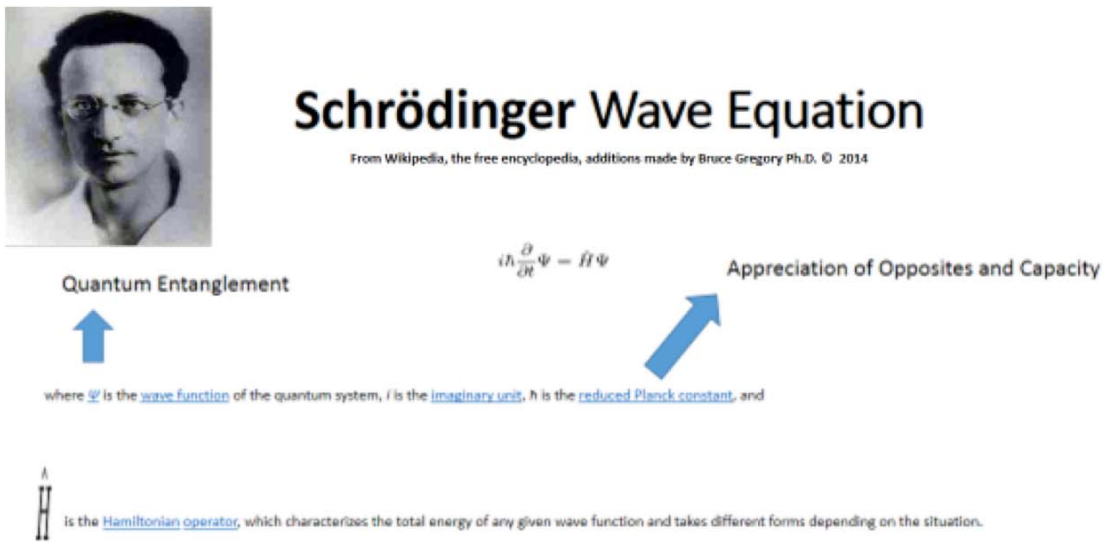 Schrödinger Wave Equation
From Wikipedia, the free encyclopedia, additions made by Bruce Gregory Ph.D. © 2014
iħ ∂/∂t Ψ = ĤΨ
Quantum Entanglement
Appreciation of Opposites and Capacity
where Ψ is the wave function of the quantum system, i is the imaginary unit, ħ is the reduced Planck constant, and
Ĥ is the Hamiltonian operator, which characterizes the total energy of any given wave function and takes different forms depending on the situation.